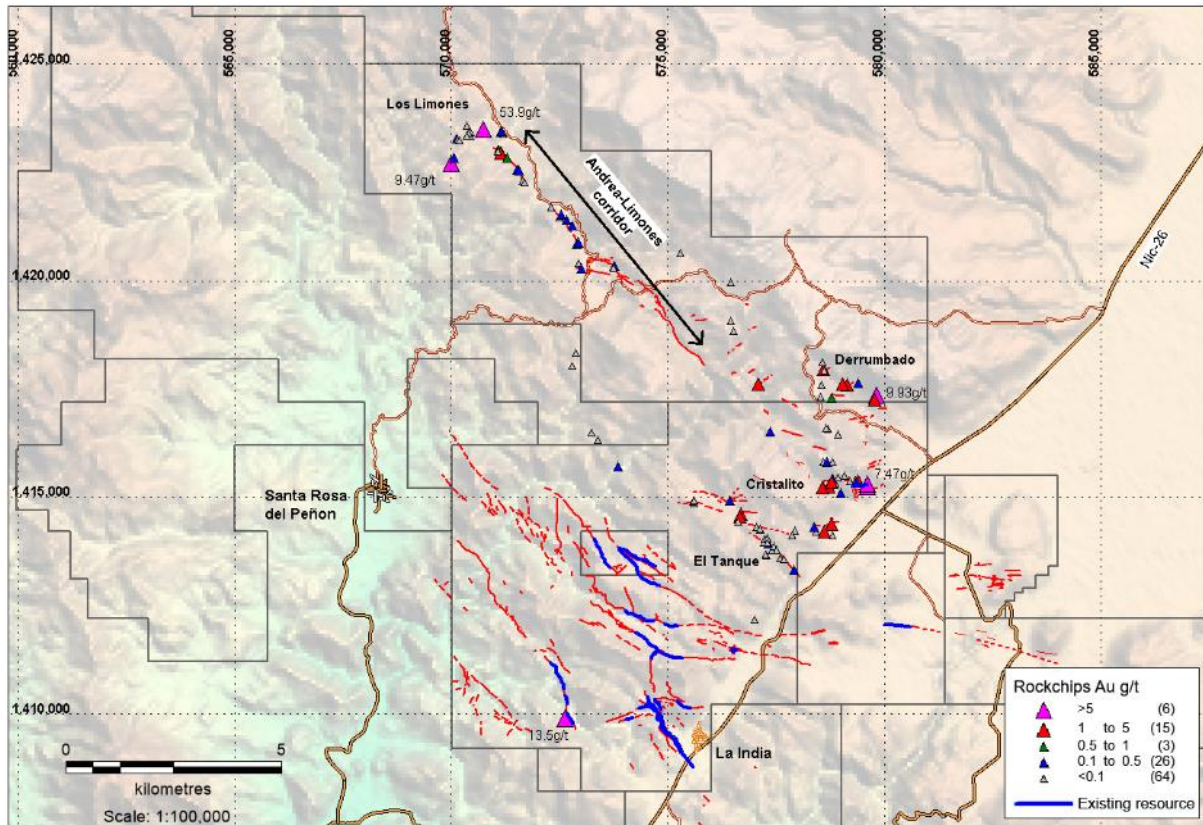 560,000
565,000
570,000
575,000
580,000
585,000
1,425,000
Los Limones
53.9g/t
9.47g/t
Andrea-Limones
corridor
1,420,000
Nic-26
Derrumbado
9.93g/t
7.47g/t
Cristalito
1,415,000
Santa Rosa
del Peñon
El Tanque
1,410,000
13.5g/t
La India
0 5
kilometres
Scale: 1:100,000
Rockchips Au g/t
>5 (6)
1 to 5 (15)
0.5 to 1 (3)
0.1 to 0.5 (26)
<0.1 (64)
Existing resource